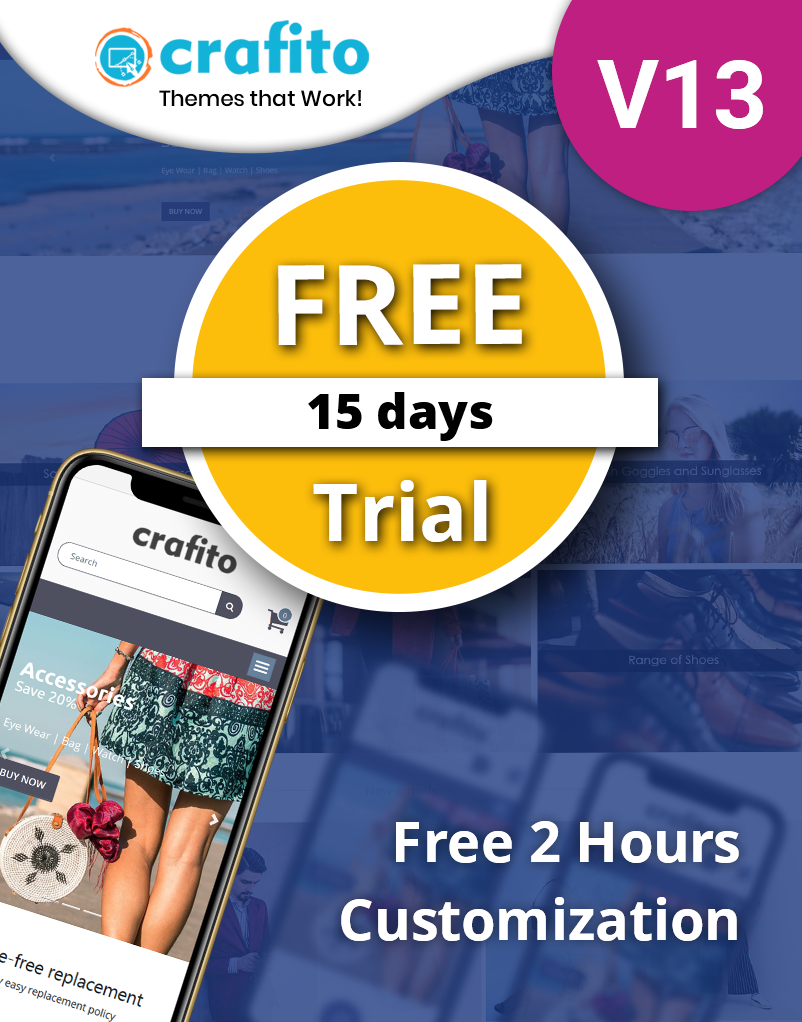 crafito
Themes that Work!
V13
Eye Wear | Bag | Watch | Shoes
BUY NOW
FREE
15 days
Trial
Goggles and Sunglasses
crafito
Search
0
Accessories
Save 20%
Eye Wear | Bag | Watch | Shoes
BUY NOW
Range of Shoes
Free 2 Hours
Customization
e-free replacement
y easy replacement policy